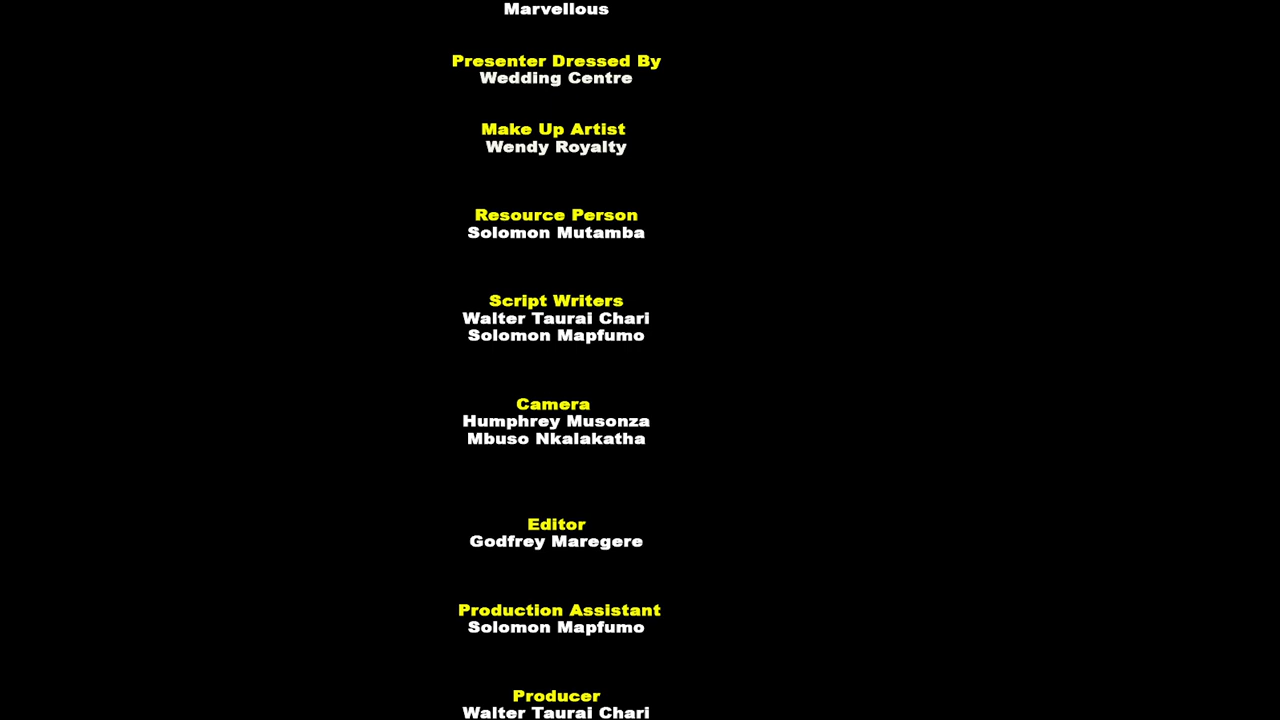 Marvellous
Presenter Dressed By
Wedding Centre
Make Up Artist
Wendy Royalty
Resource Person
Solomon Mutamba
Script Writers
Walter Taurai Chari
Solomon Mapfumo
Camera
Humphrey Musonza
Mbuso Nkalakatha
Editor
Godfrey Maregere
Production Assistant
Solomon Mapfumo
Producer
Walter Taurai Chari